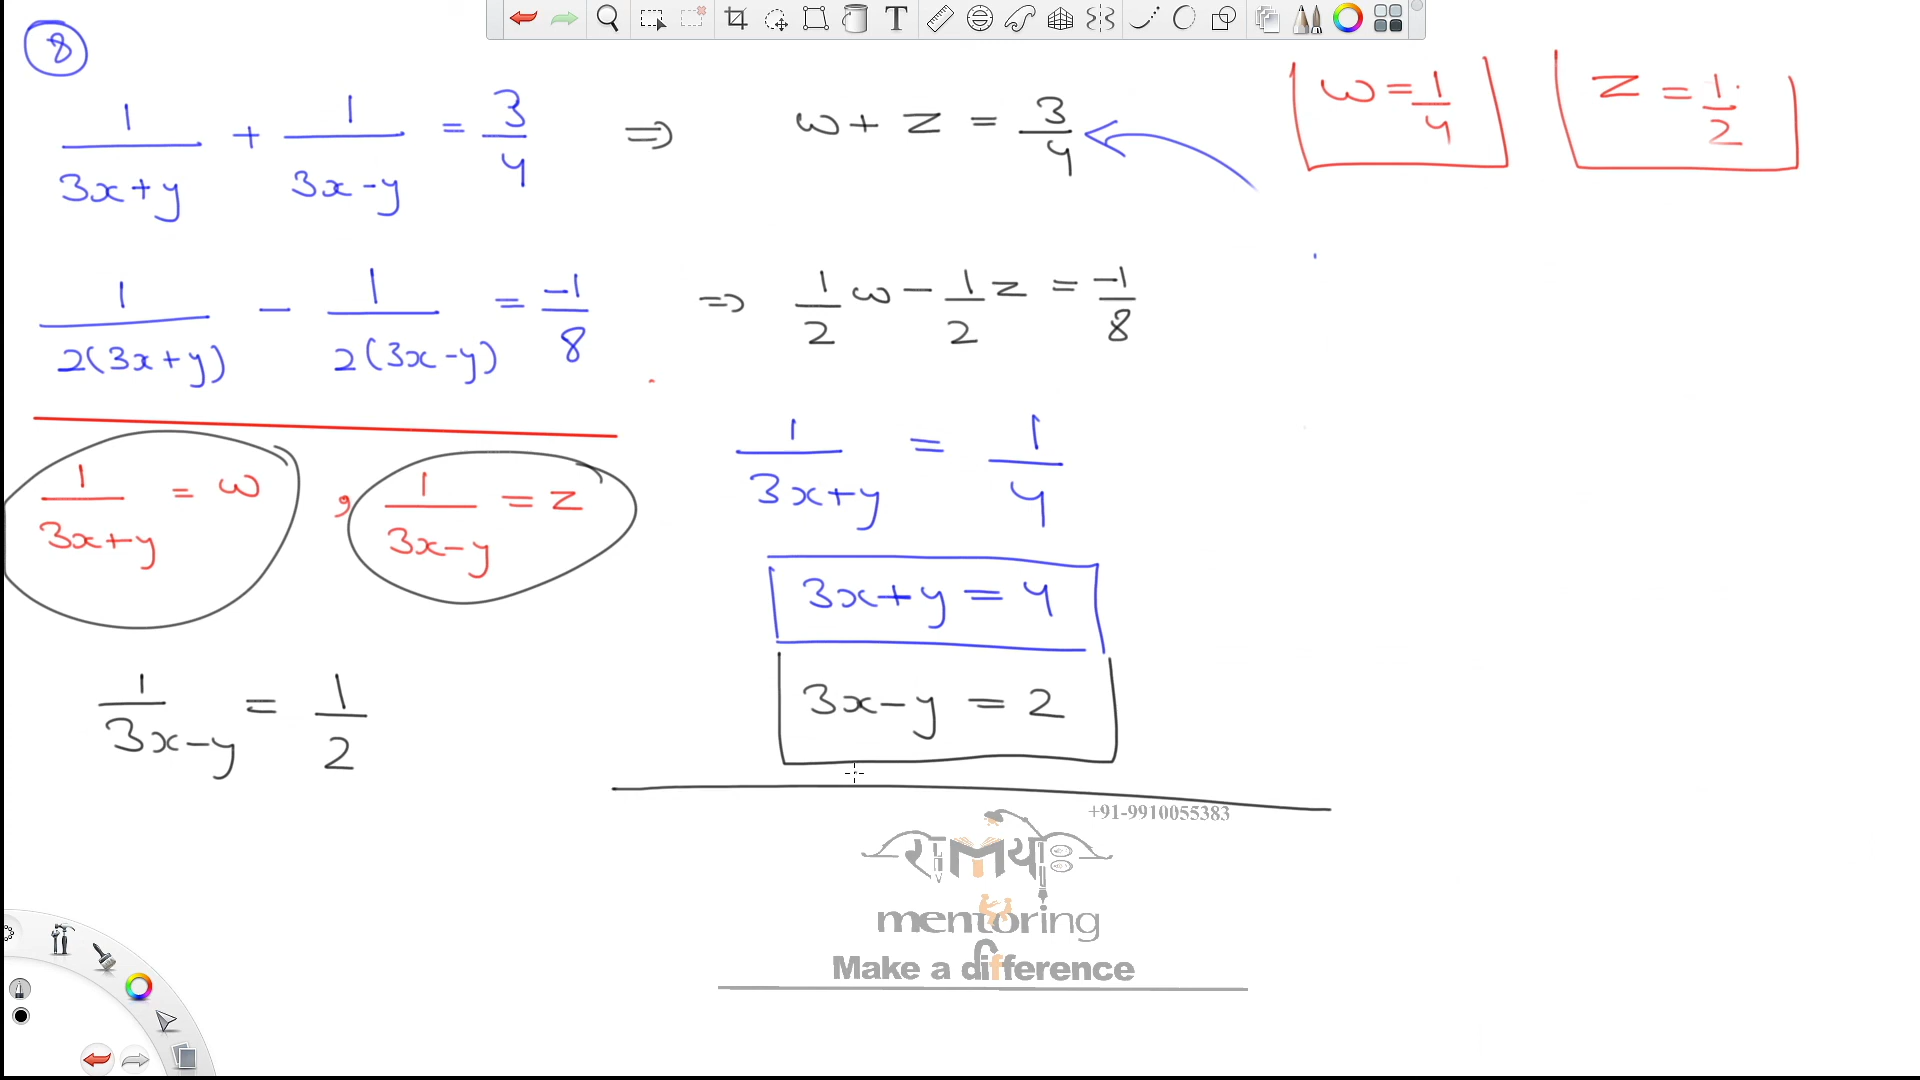 8
1/(3x+y) + 1/(3x-y) = 3/4 ⇒ w + z = 3/4
w = 1/4
z = 1/2
1/(2(3x+y)) - 1/(2(3x-y)) = -1/8 ⇒ 1/2 w - 1/2 z = -1/8
1/(3x+y) = w , 1/(3x-y) = z
1/(3x+y) = 1/4
3x+y = 4
3x-y = 2
1/(3x-y) = 1/2
+91-9910055383
राम्या
mentoring
Make a difference